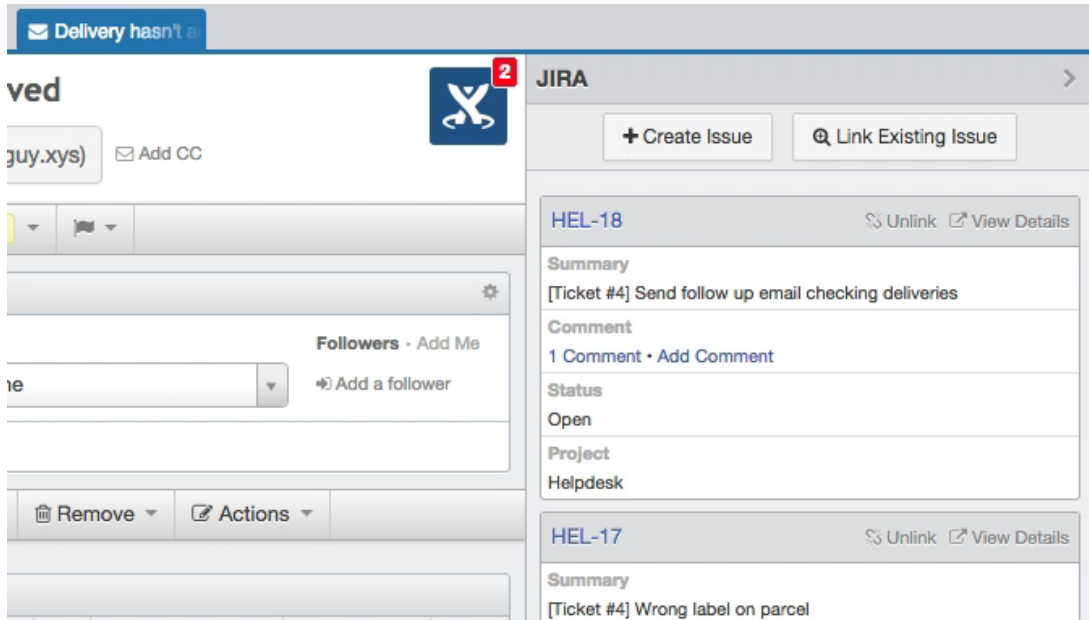 Delivery hasn't a
ved
guy.xys)
Add CC
2
Followers · Add Me
ne
Add a follower
Remove
Actions
JIRA
Create Issue
Link Existing Issue
HEL-18
Unlink
View Details
Summary
[Ticket #4] Send follow up email checking deliveries
Comment
1 Comment • Add Comment
Status
Open
Project
Helpdesk
HEL-17
Unlink
View Details
Summary
[Ticket #4] Wrong label on parcel